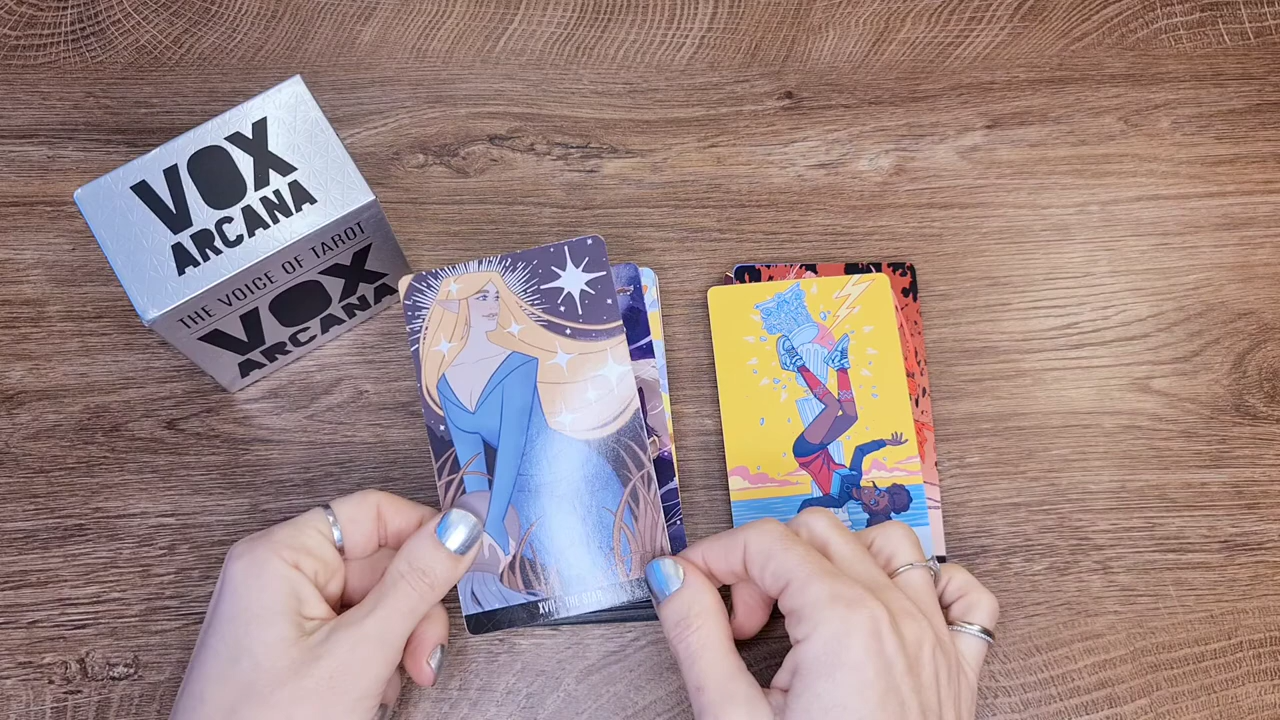 VOX
ARCANA
THE VOICE OF TAROT
VOX
ARCANA
XVII - THE STAR